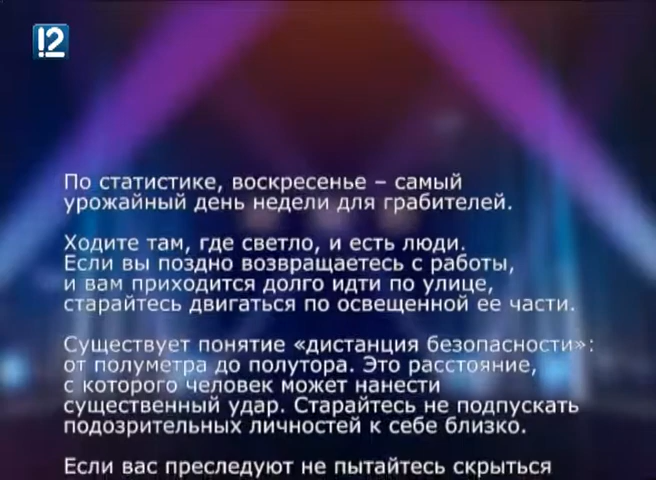 12
По статистике, воскресенье – самый
урожайный день недели для грабителей.
Ходите там, где светло, и есть люди.
Если вы поздно возвращаетесь с работы,
и вам приходится долго идти по улице,
старайтесь двигаться по освещенной ее части.
Существует понятие «дистанция безопасности»:
от полуметра до полутора. Это расстояние,
с которого человек может нанести
существенный удар. Старайтесь не подпускать
подозрительных личностей к себе близко.
Если вас преследуют не пытайтесь скрыться